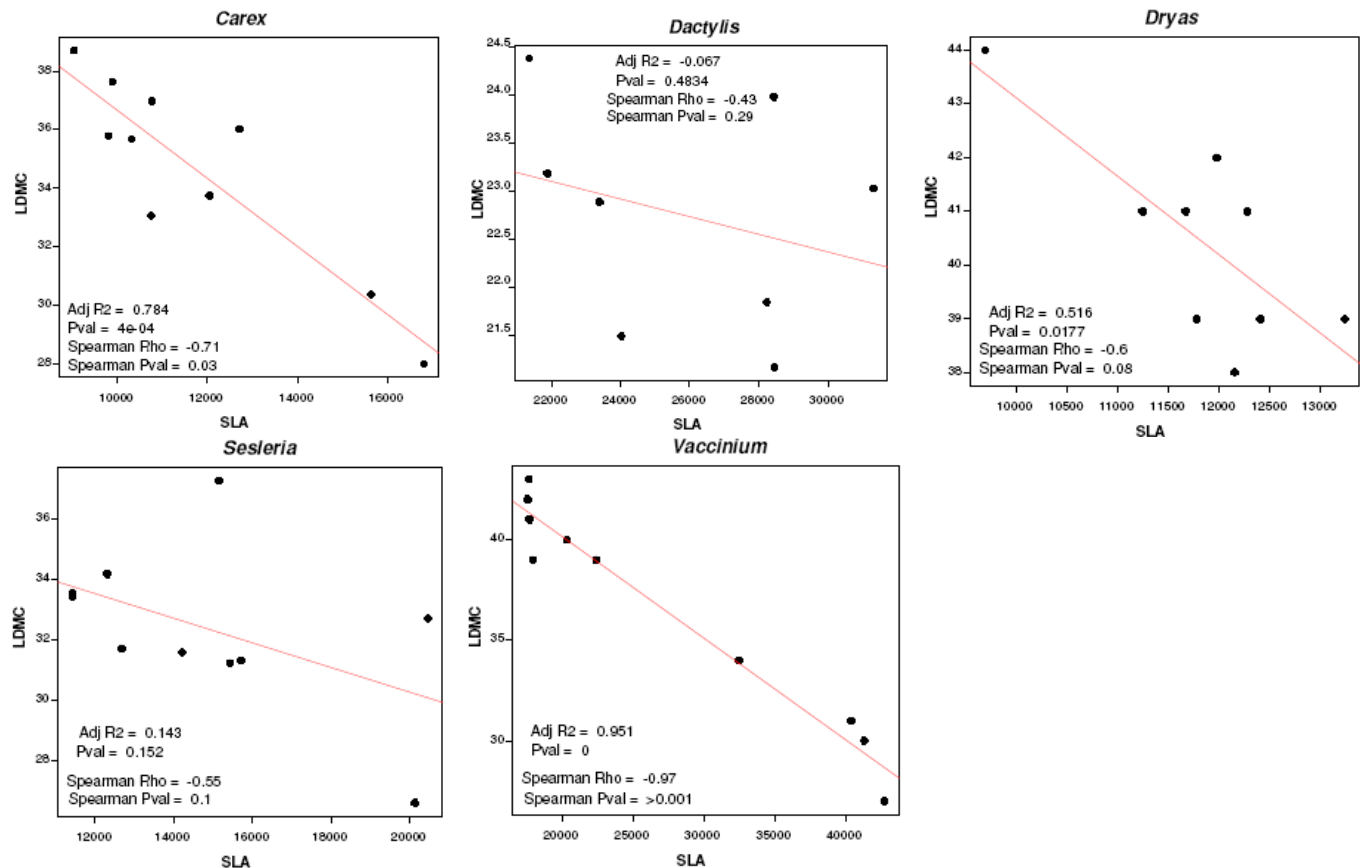 Carex
38
36
34
32
30
28
LDMC
Adj R2 = 0.784
Pval = 4e-04
Spearman Rho = -0.71
Spearman Pval = 0.03
10000 12000 14000 16000
SLA
Dactylis
24.5
24.0
23.5
23.0
22.5
22.0
21.5
LDMC
Adj R2 = -0.067
Pval = 0.4834
Spearman Rho = -0.43
Spearman Pval = 0.29
22000 24000 26000 28000 30000
SLA
Dryas
44
43
42
41
40
39
38
LDMC
Adj R2 = 0.516
Pval = 0.0177
Spearman Rho = -0.6
Spearman Pval = 0.08
10000 10500 11000 11500 12000 12500 13000
SLA
Sesleria
36
34
32
30
28
LDMC
Adj R2 = 0.143
Pval = 0.152
Spearman Rho = -0.55
Spearman Pval = 0.1
12000 14000 16000 18000 20000
SLA
Vaccinium
40
35
30
LDMC
Adj R2 = 0.951
Pval = 0
Spearman Rho = -0.97
Spearman Pval = >0.001
20000 25000 30000 35000 40000
SLA